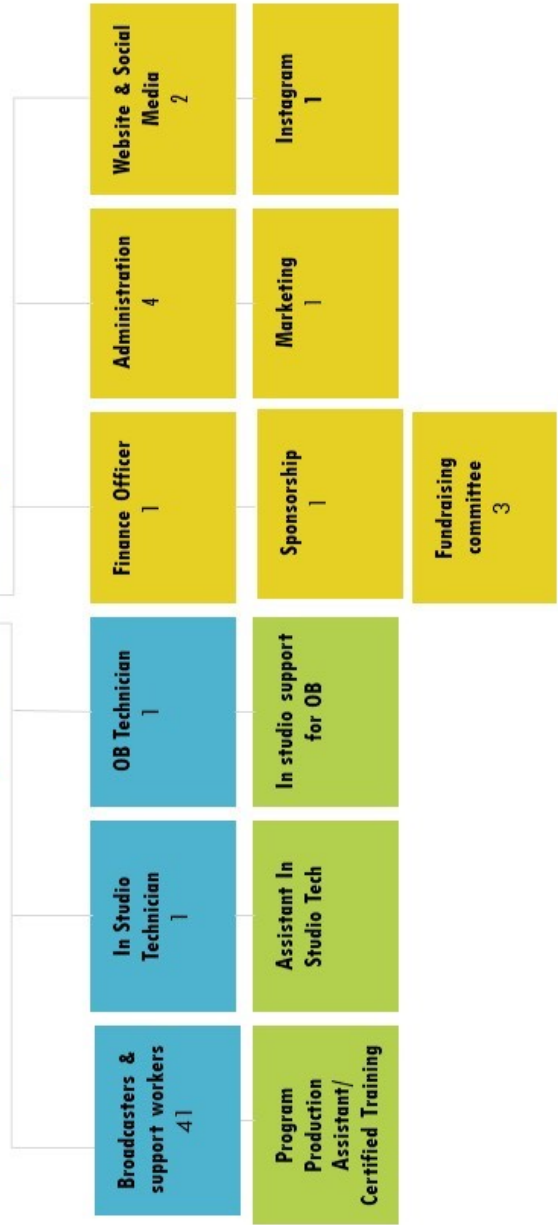 Broadcasters &
support workers
41
In Studio
Technician
1
OB Technician
1
Finance Officer
1
Administration
4
Website & Social
Media
2
Program
Production
Assistant/
Certified Training
Assistant In
Studio Tech
In studio support
for OB
Sponsorship
1
Marketing
1
Instagram
1
Fundraising
committee
3